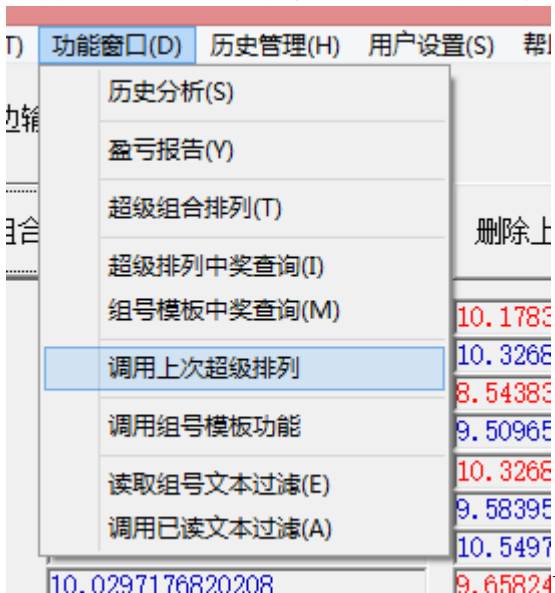 T) 功能窗口(D) 历史管理(H) 用户设置(S) 帮
历史分析(S)
盈亏报告(Y)
超级组合排列(T)
删除上
超级排列中奖查询(I)
组号模板中奖查询(M)
10.1783
10.3268
调用上次超级排列
8.54383
调用组号模板功能
9.50965
10.3268
读取组号文本过滤(E)
9.58395
调用已读文本过滤(A)
10.5497
10.0297176820208
9.65824